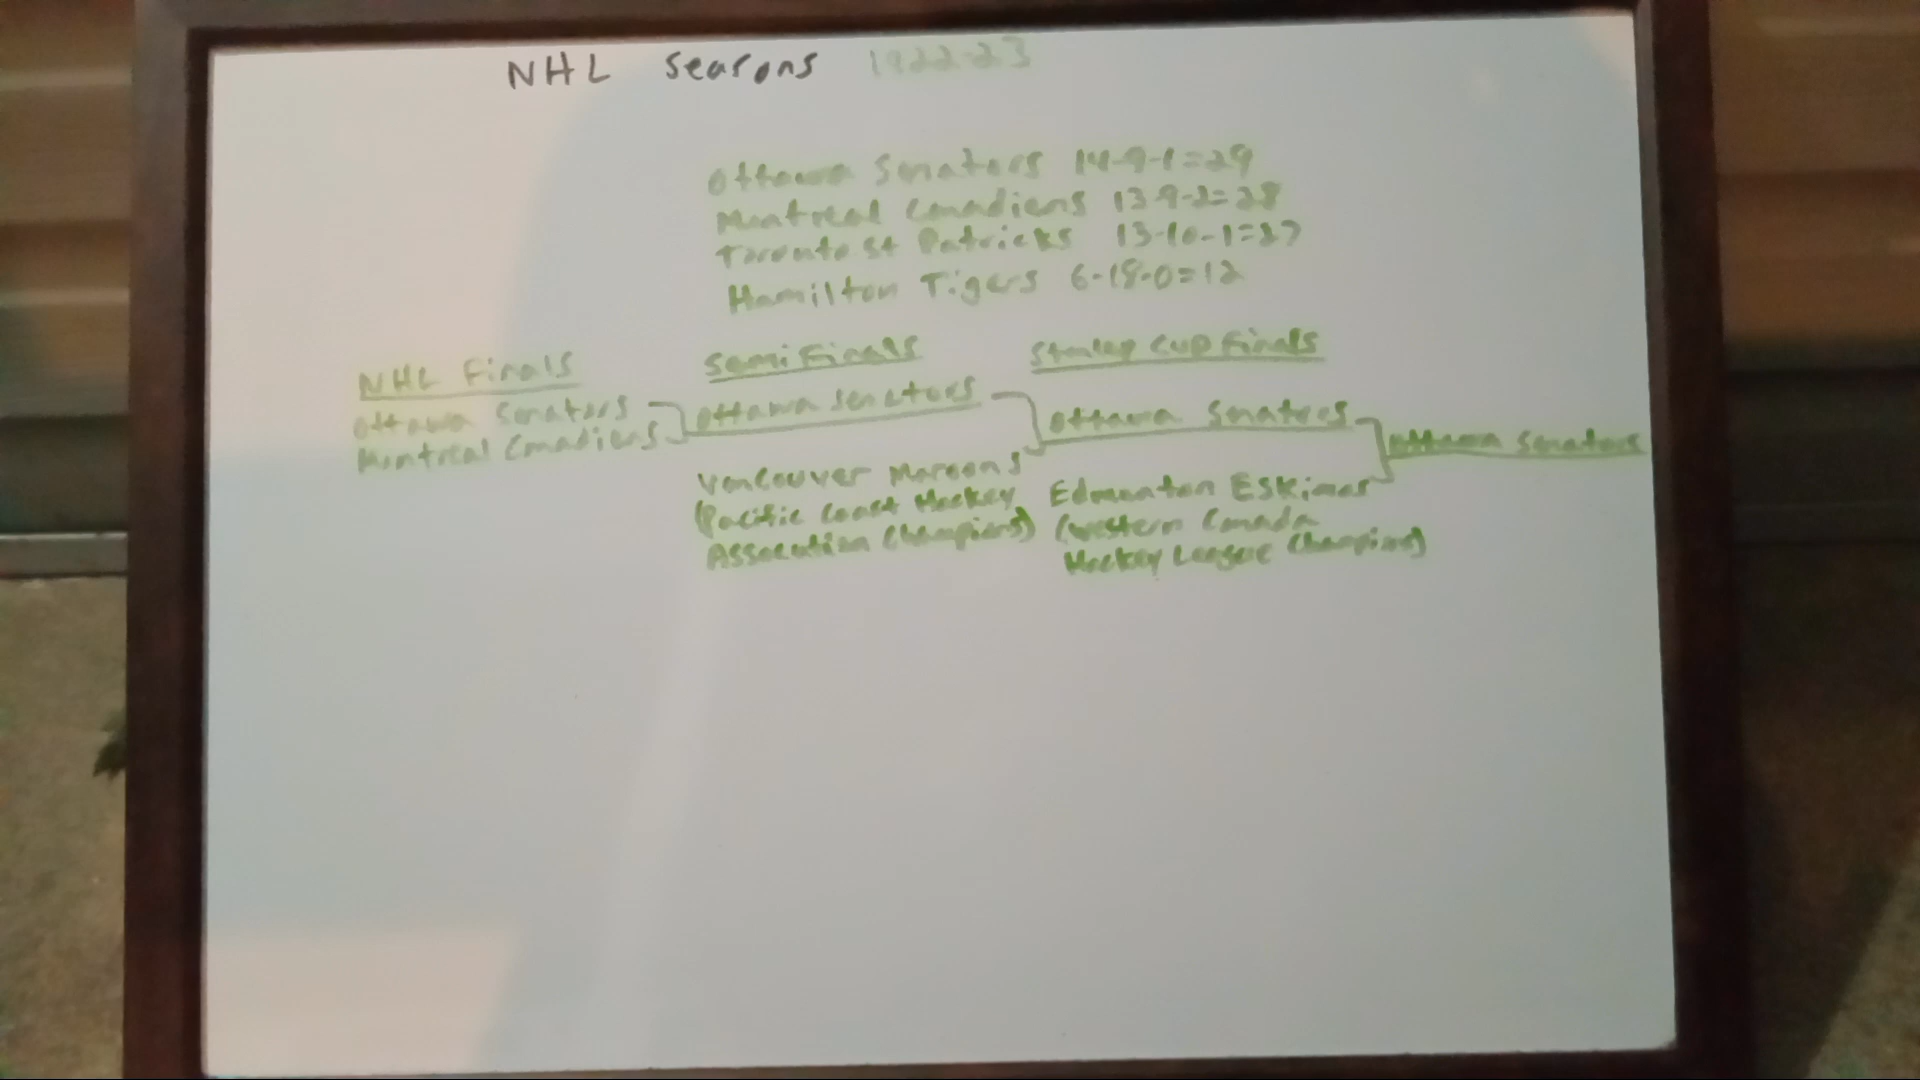 NHL Seasons 1922-23
Ottawa Senators 14-9-1=29
Montreal Canadiens 13-9-2=28
Toronto St Patricks 13-10-1=27
Hamilton Tigers 6-18-0=12
NHL Finals
Ottawa Senators
Montreal Canadiens
Semi Finals
Ottawa Senators
Vancouver Maroons
(Pacific Coast Hockey
Assocation Champions)
Stanley Cup Finals
Ottawa Senators
Edmonton Eskimos
(Western Canada
Hockey League Champions)
Ottawa Senators